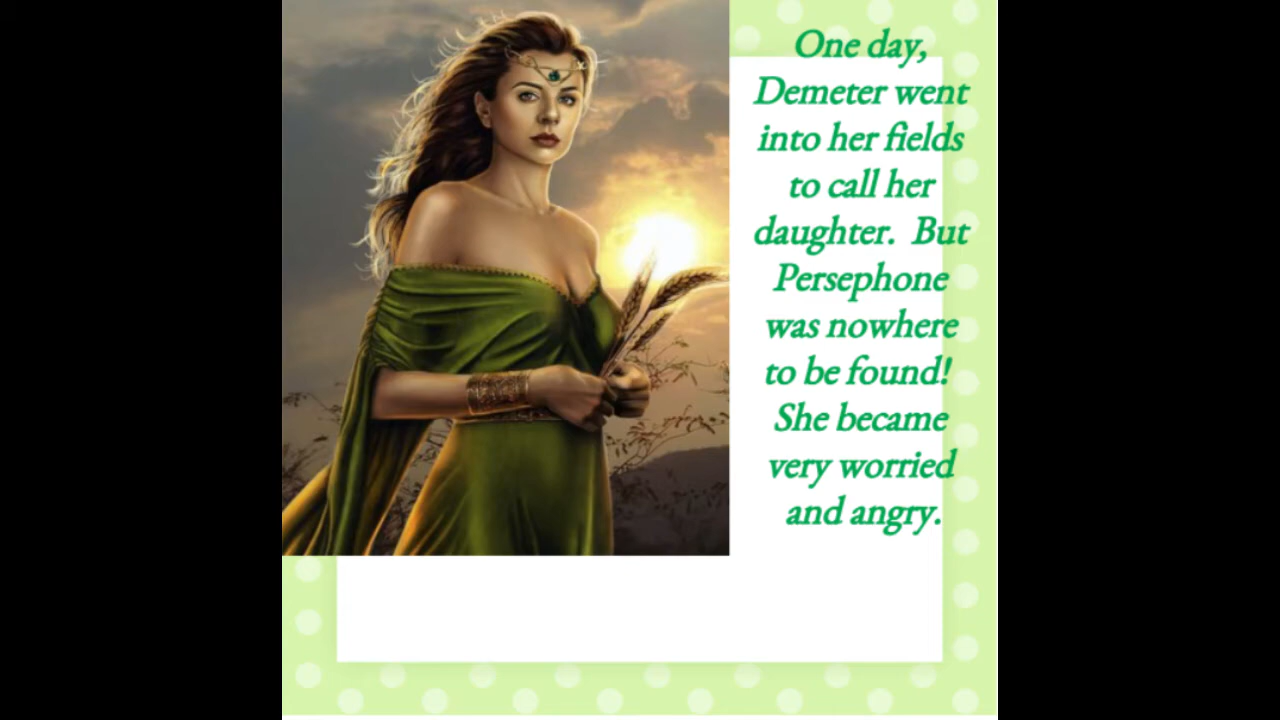 One day,
Demeter went
into her fields
to call her
daughter.  But
Persephone
was nowhere
to be found!
She became
very worried
and angry.